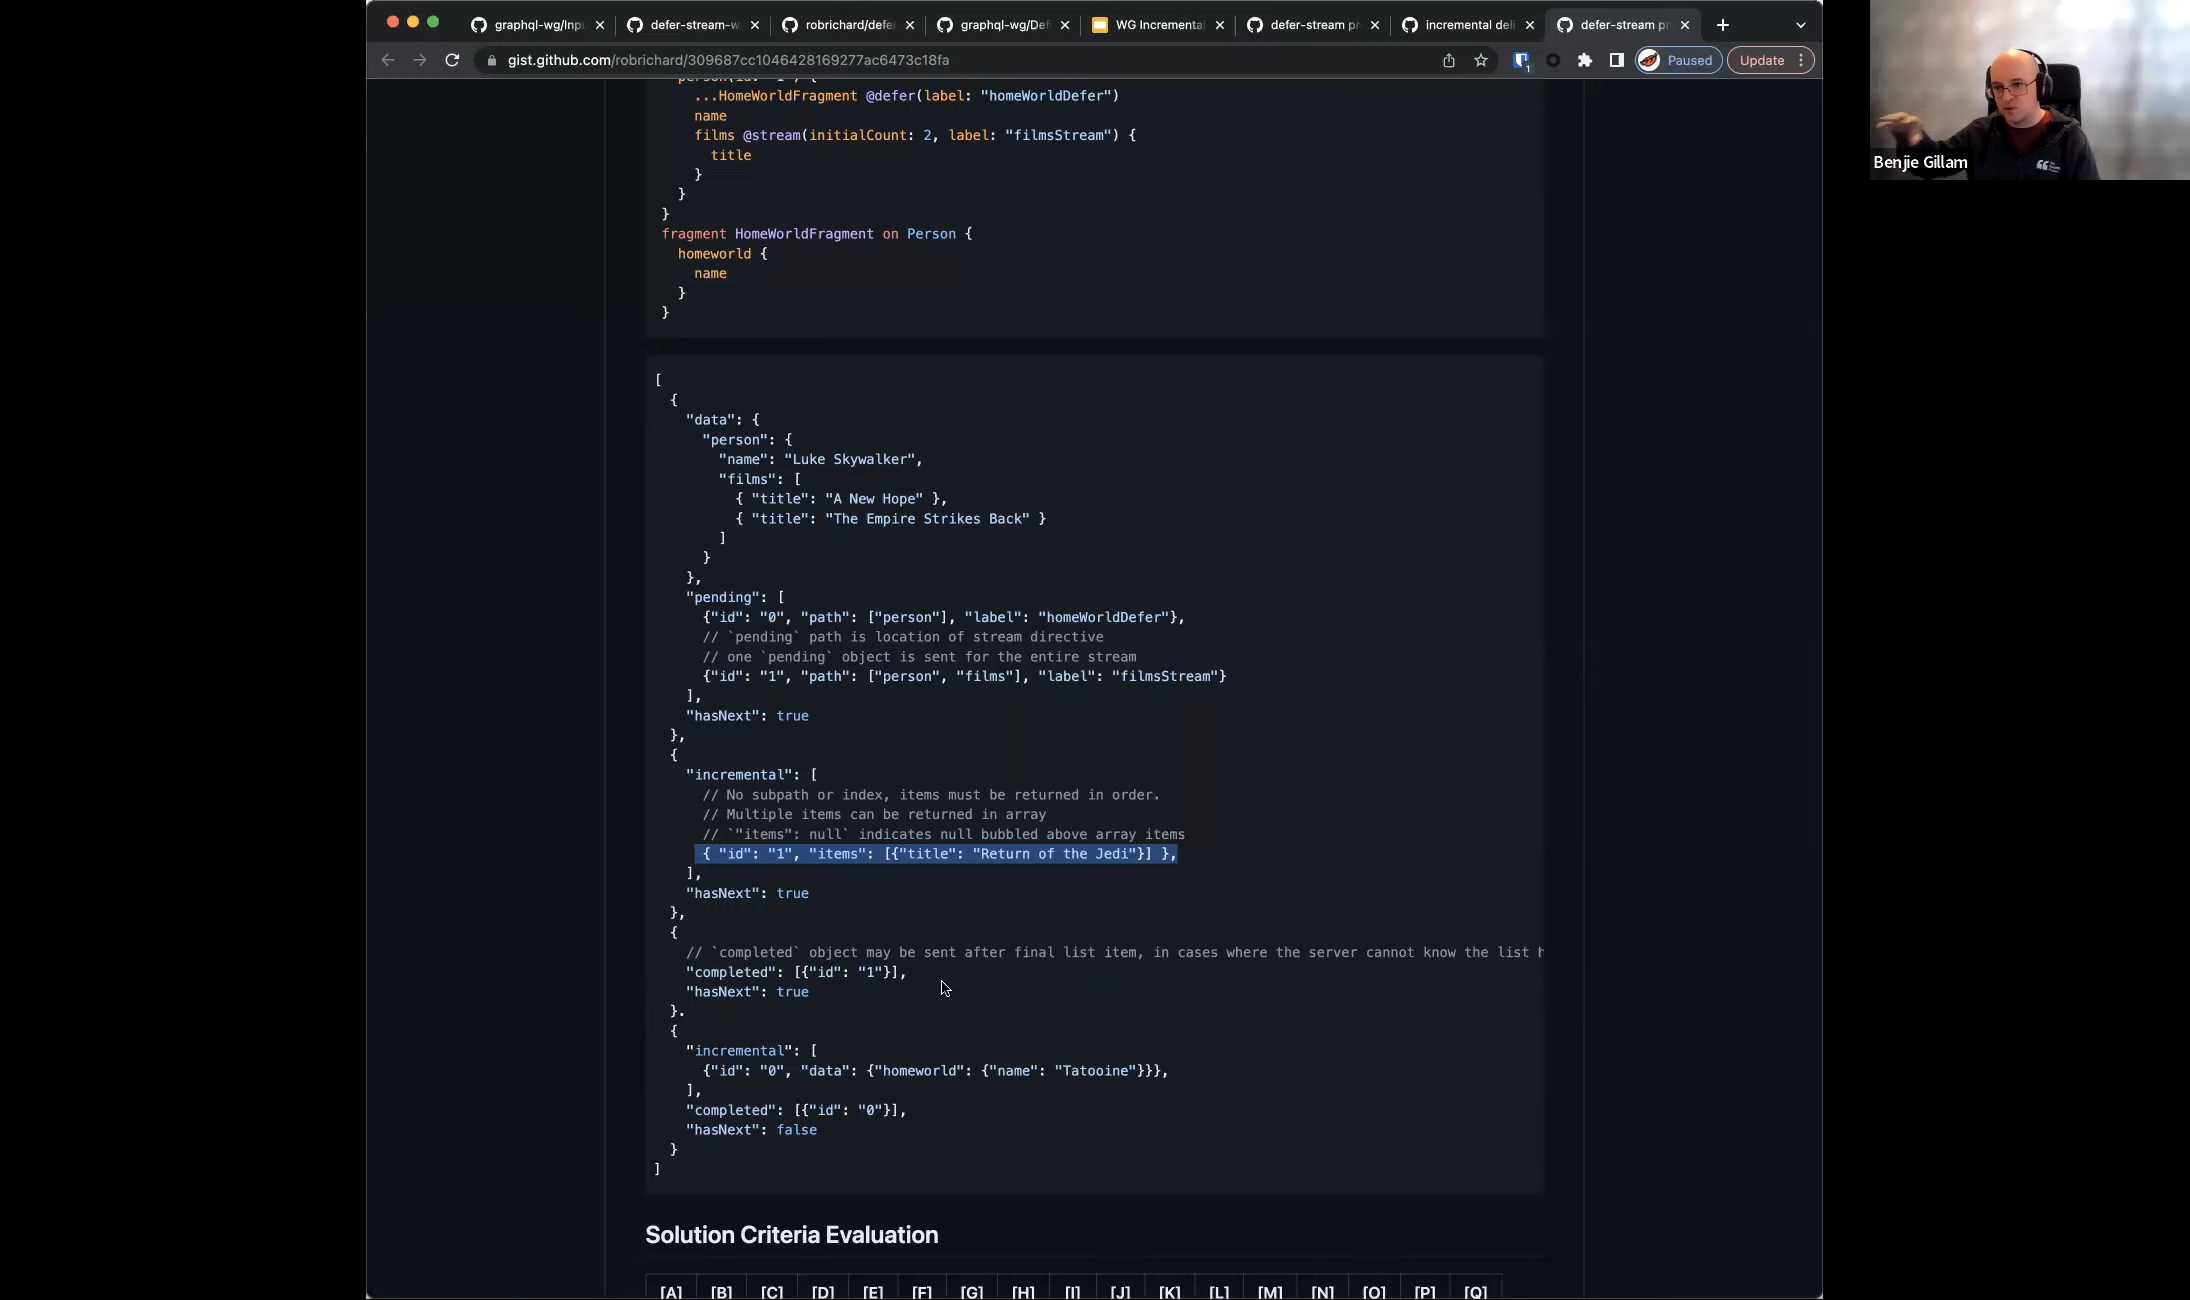 graphql-wg/Inpu
defer-stream-w
robrichard/defe
graphql-wg/Def
WG Incrementa
defer-stream pr
incremental deli
defer-stream pr
gist.github.com/robrichard/309687cc1046428169277ac6473c18fa
1
Paused
Update
...HomeWorldFragment @defer(label: "homeWorldDefer")
name
films @stream(initialCount: 2, label: "filmsStream") {
title
}
}
}
fragment HomeWorldFragment on Person {
homeworld {
name
}
}
[
{
"data": {
"person": {
"name": "Luke Skywalker",
"films": [
{ "title": "A New Hope" },
{ "title": "The Empire Strikes Back" }
]
}
},
"pending": [
{"id": "0", "path": ["person"], "label": "homeWorldDefer"},
// `pending` path is location of stream directive
// one `pending` object is sent for the entire stream
{"id": "1", "path": ["person", "films"], "label": "filmsStream"}
],
"hasNext": true
},
{
"incremental": [
// No subpath or index, items must be returned in order.
// Multiple items can be returned in array
// `"items": null` indicates null bubbled above array items
{ "id": "1", "items": [{"title": "Return of the Jedi"}] },
],
"hasNext": true
},
{
// `completed` object may be sent after final list item, in cases where the server cannot know the list h
"completed": [{"id": "1"}],
"hasNext": true
}.
{
"incremental": [
{"id": "0", "data": {"homeworld": {"name": "Tatooine"}}},
],
"completed": [{"id": "0"}],
"hasNext": false
}
]
Solution Criteria Evaluation
[A] [B] [C] [D] [E] [F] [G] [H] [I] [J] [K] [L] [M] [N] [O] [P] [Q]
Benjie Gillam